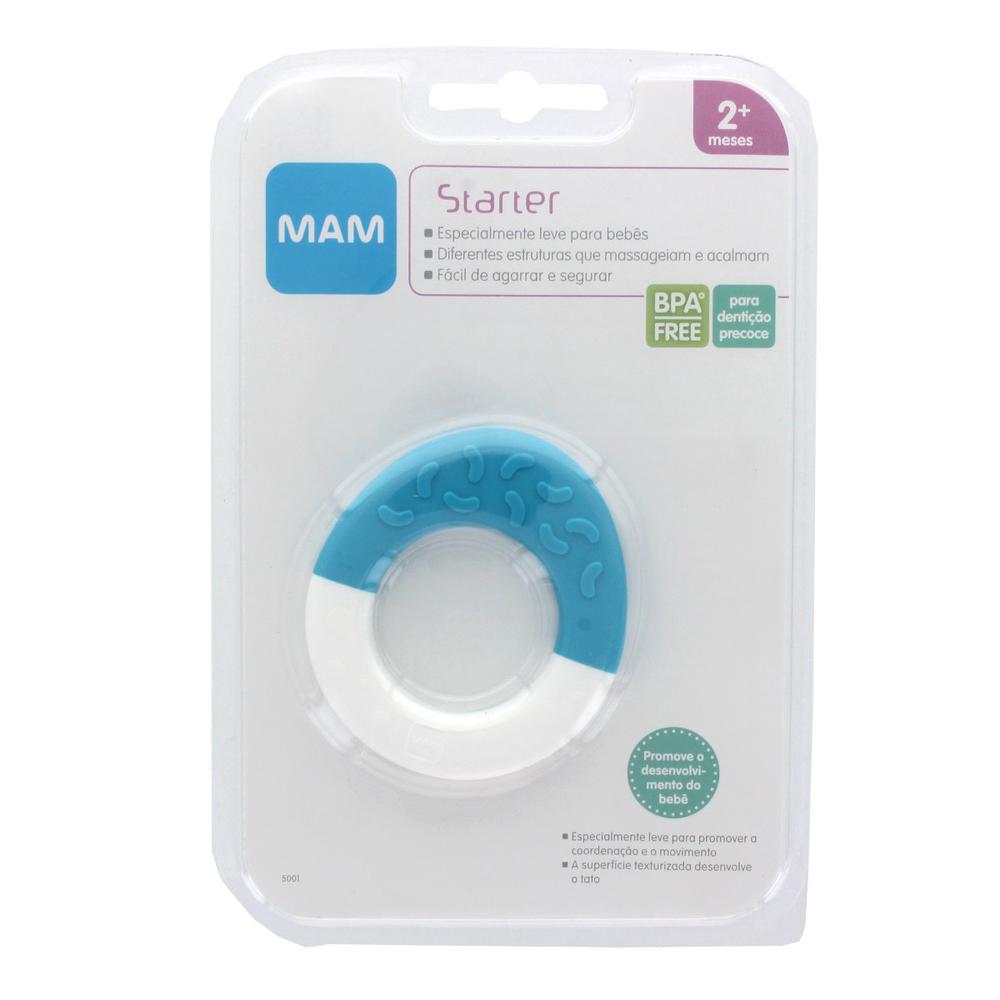 2+
meses
MAM
Starter
Especialmente leve para bebês
Diferentes estruturas que massageiam e acalmam
Fácil de agarrar e segurar
BPA°
FREE
para
dentição
precoce
Promove o
desenvolvi-
mento do
bebê
Especialmente leve para promover a
coordenação e o movimento
A superfície texturizada desenvolve
o tato
5001